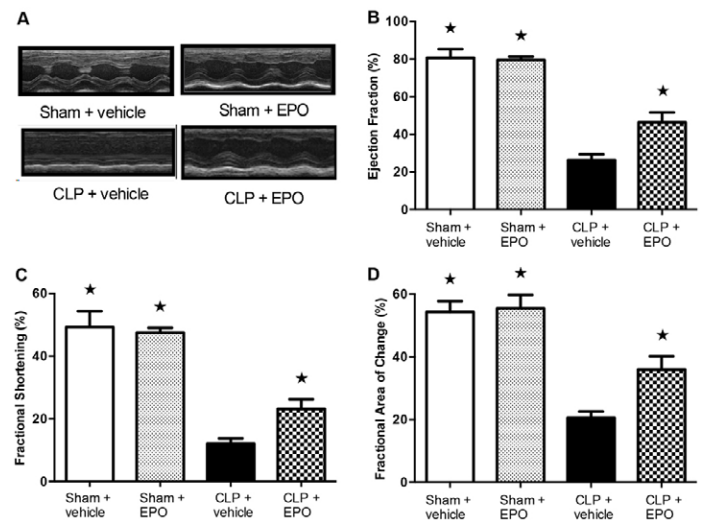 A
Sham + vehicle
Sham + EPO
CLP + vehicle
CLP + EPO
B
Ejection Fraction (%)
100
80
60
40
20
0
★
★
★
Sham +
vehicle
Sham +
EPO
CLP +
vehicle
CLP +
EPO
C
Fractional Shortening (%)
60
40
20
0
★
★
★
Sham +
vehicle
Sham +
EPO
CLP +
vehicle
CLP +
EPO
D
Fractional Area of Change (%)
60
40
20
0
★
★
★
Sham +
vehicle
Sham +
EPO
CLP +
vehicle
CLP +
EPO